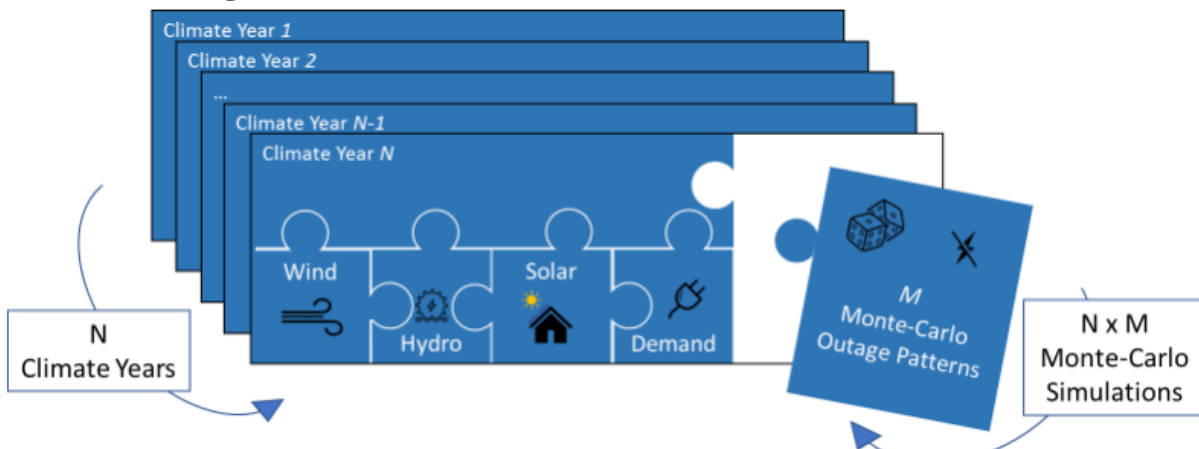 Climate Year 1
Climate Year 2
...
Climate Year N-1
Climate Year N
Wind
Hydro
Solar
Demand
M
Monte-Carlo
Outage Patterns
N
Climate Years
N x M
Monte-Carlo
Simulations